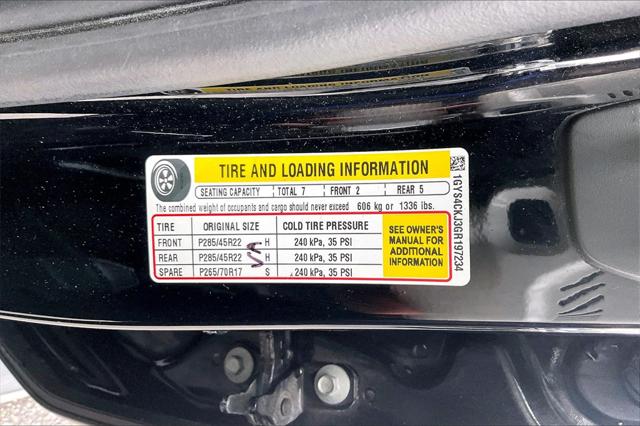 TIRE AND LOADING INFORMATION
SEATING CAPACITY TOTAL 7 FRONT 2 REAR 5
The combined weight of occupants and cargo should never exceed 606 kg or 1336 lbs.
TIRE ORIGINAL SIZE COLD TIRE PRESSURE
FRONT P285/45R22 H 240 kPa, 35 PSI
REAR P285/45R22 H 240 kPa, 35 PSI
SPARE P265/70R17 S 240 kPa, 35 PSI
SEE OWNER'S
MANUAL FOR
ADDITIONAL
INFORMATION
1GYS4CKJ3GR197234